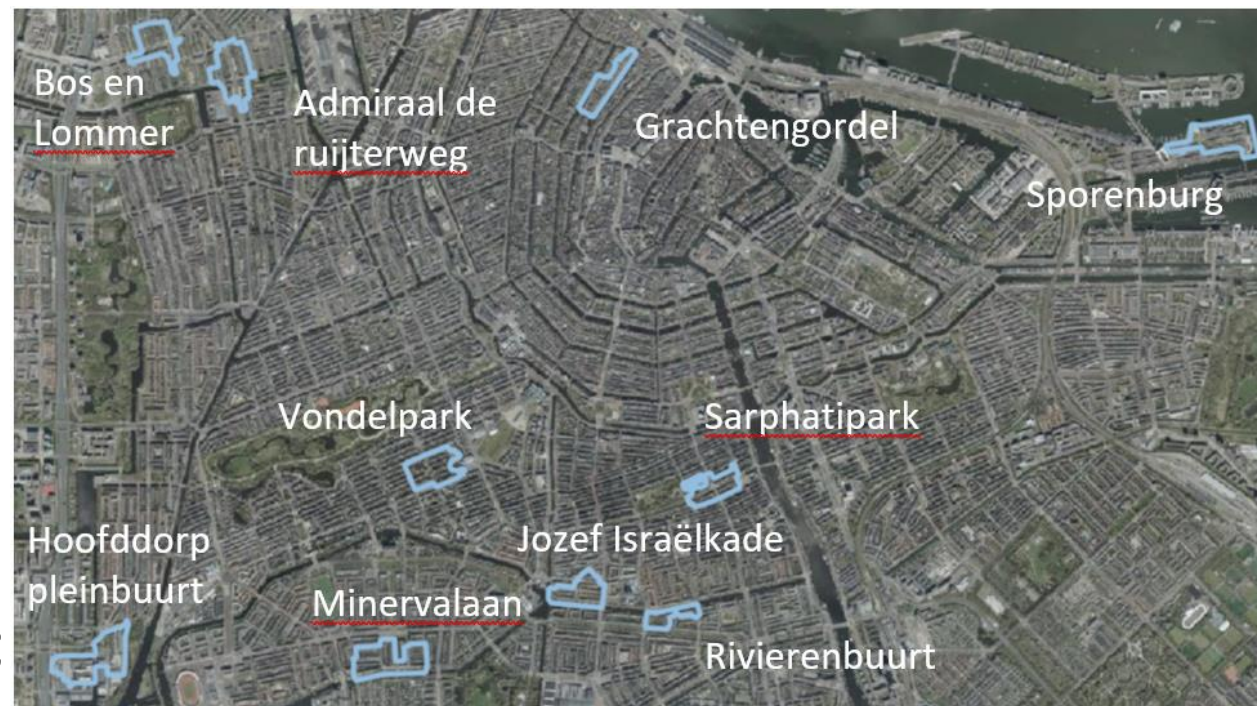 Bos en
Lommer
Admiraal de
ruijterweg
Grachtengordel
Sporenburg
Vondelpark
Sarphatipark
Hoofddorp
pleinbuurt
Jozef Israëlkade
Minervalaan
Rivierenbuurt